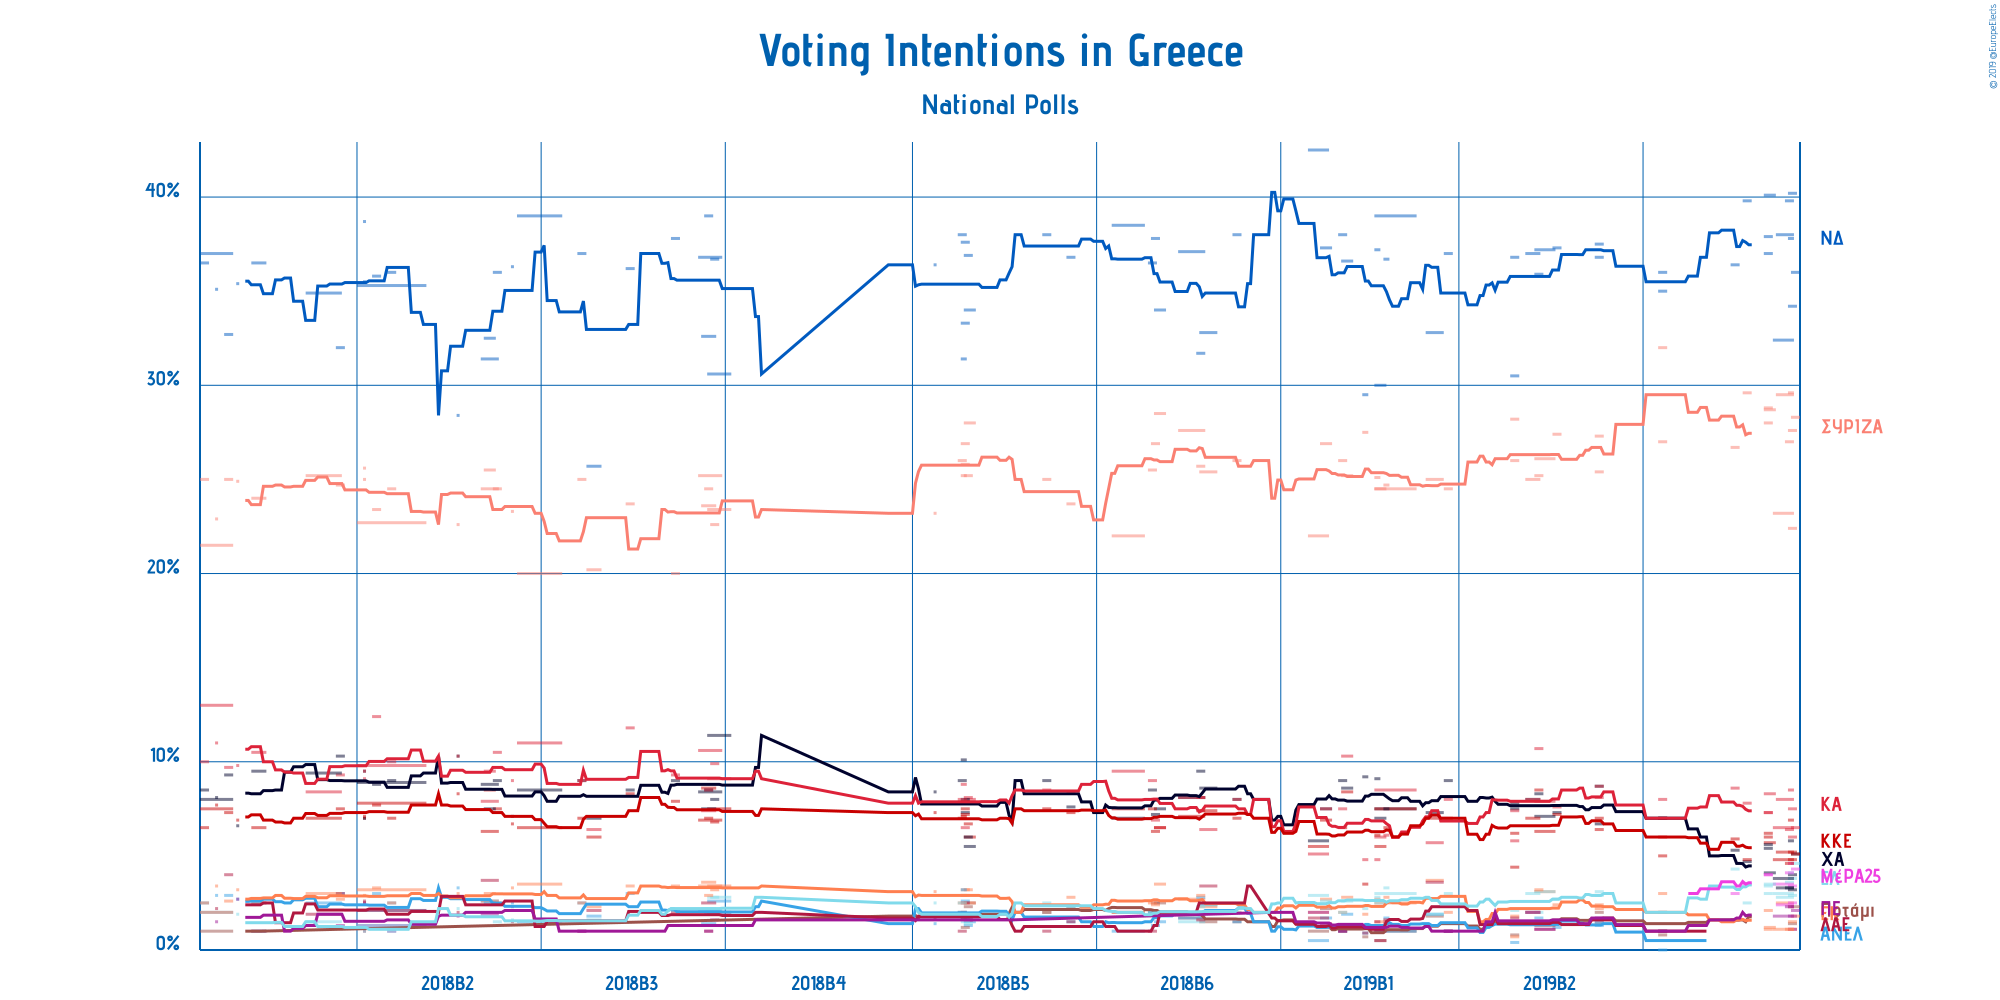 © 2019 @EuropeElects
Voting Intentions in Greece
National Polls
40%
30%
20%
10%
0%
ΝΔ
ΣΥΡΙΖΑ
ΚΑ
ΚΚΕ
ΧΑ
ΜέΡΑ25
ΠΕ
Ποτάμι
ΛΑΕ
ΑΝΕΛ
2018B2
2018B3
2018B4
2018B5
2018B6
2019B1
2019B2